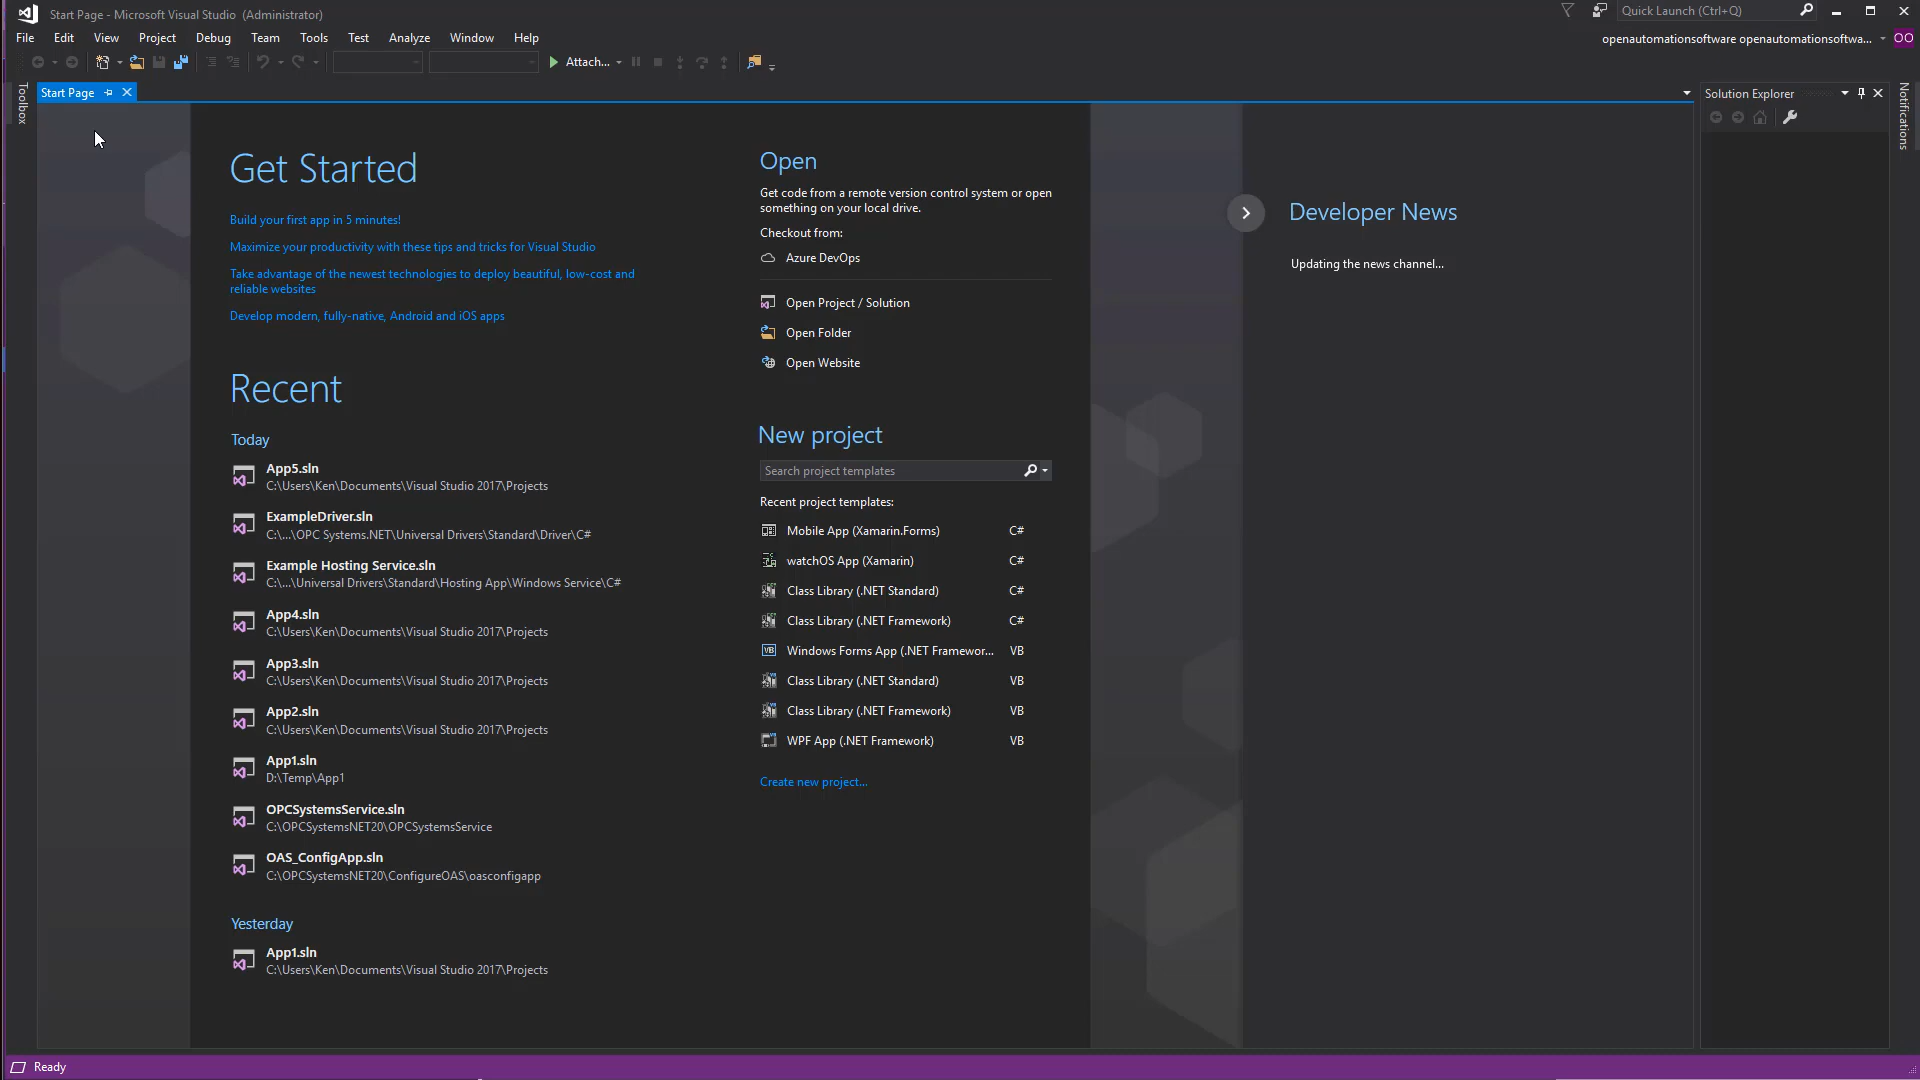 Start Page - Microsoft Visual Studio (Administrator)
Quick Launch (Ctrl+Q)
File Edit View Project Debug Team Tools Test Analyze Window Help
openautomationsoftware openautomationsoftwa... OO
Attach...
Toolbox
Start Page
Solution Explorer
Notifications
Get Started
Build your first app in 5 minutes!
Maximize your productivity with these tips and tricks for Visual Studio
Take advantage of the newest technologies to deploy beautiful, low-cost and
reliable websites
Develop modern, fully-native, Android and iOS apps
Recent
Today
App5.sln
C:\Users\Ken\Documents\Visual Studio 2017\Projects
ExampleDriver.sln
C:\...\OPC Systems.NET\Universal Drivers\Standard\Driver\C#
Example Hosting Service.sln
C:\...\Universal Drivers\Standard\Hosting App\Windows Service\C#
App4.sln
C:\Users\Ken\Documents\Visual Studio 2017\Projects
App3.sln
C:\Users\Ken\Documents\Visual Studio 2017\Projects
App2.sln
C:\Users\Ken\Documents\Visual Studio 2017\Projects
App1.sln
D:\Temp\App1
OPCSystemsService.sln
C:\OPCSystemsNET20\OPCSystemsService
OAS_ConfigApp.sln
C:\OPCSystemsNET20\ConfigureOAS\oasconfigapp
Yesterday
App1.sln
C:\Users\Ken\Documents\Visual Studio 2017\Projects
Open
Get code from a remote version control system or open
something on your local drive.
Checkout from:
Azure DevOps
Open Project / Solution
Open Folder
Open Website
New project
Search project templates
Recent project templates:
Mobile App (Xamarin.Forms) C#
watchOS App (Xamarin) C#
Class Library (.NET Standard) C#
Class Library (.NET Framework) C#
VB Windows Forms App (.NET Framewor... VB
Class Library (.NET Standard) VB
Class Library (.NET Framework) VB
WPF App (.NET Framework) VB
Create new project...
Developer News
Updating the news channel...
Ready